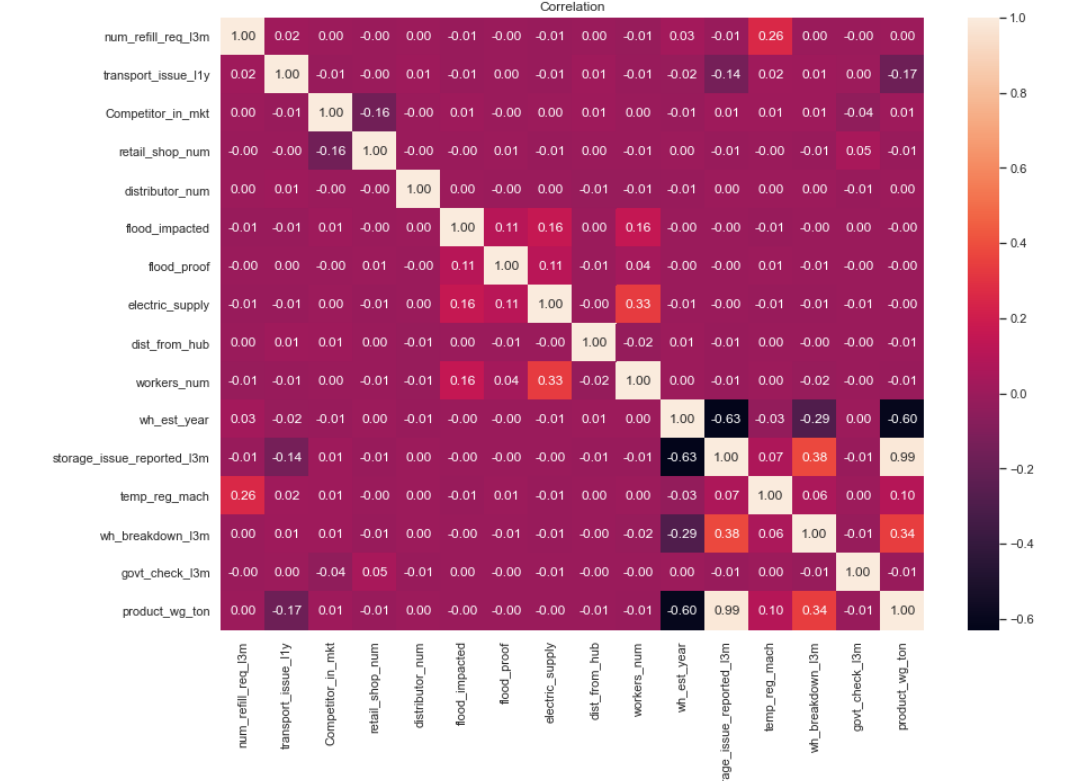 Correlation
num_refill_req_l3m 1.00 0.02 0.00 -0.00 0.00 -0.01 -0.00 -0.01 0.00 -0.01 0.03 -0.01 0.26 0.00 -0.00 0.00
transport_issue_l1y 0.02 1.00 -0.01 -0.00 0.01 -0.01 0.00 -0.01 0.01 -0.01 -0.02 -0.14 0.02 0.01 0.00 -0.17
Competitor_in_mkt 0.00 -0.01 1.00 -0.16 -0.00 0.01 -0.00 0.00 0.01 0.00 -0.01 0.01 0.01 0.01 -0.04 0.01
retail_shop_num -0.00 -0.00 -0.16 1.00 -0.00 -0.00 0.01 -0.01 0.00 -0.01 0.00 -0.01 -0.00 -0.01 0.05 -0.01
distributor_num 0.00 0.01 -0.00 -0.00 1.00 0.00 -0.00 0.00 -0.01 -0.01 -0.01 0.00 0.00 0.00 -0.01 0.00
flood_impacted -0.01 -0.01 0.01 -0.00 0.00 1.00 0.11 0.16 0.00 0.16 -0.00 -0.00 -0.01 -0.00 0.00 -0.00
flood_proof -0.00 0.00 -0.00 0.01 -0.00 0.11 1.00 0.11 -0.01 0.04 -0.00 -0.00 0.01 -0.01 -0.00 -0.00
electric_supply -0.01 -0.01 0.00 -0.01 0.00 0.16 0.11 1.00 -0.00 0.33 -0.01 -0.00 -0.01 -0.01 -0.01 -0.00
dist_from_hub 0.00 0.01 0.01 0.00 -0.01 0.00 -0.01 -0.00 1.00 -0.02 0.01 -0.01 0.00 -0.00 -0.00 -0.01
workers_num -0.01 -0.01 0.00 -0.01 -0.01 0.16 0.04 0.33 -0.02 1.00 0.00 -0.01 0.00 -0.02 -0.00 -0.01
wh_est_year 0.03 -0.02 -0.01 0.00 -0.01 -0.00 -0.00 -0.01 0.01 0.00 1.00 -0.63 -0.03 -0.29 0.00 -0.60
storage_issue_reported_l3m -0.01 -0.14 0.01 -0.01 0.00 -0.00 -0.00 -0.00 -0.01 -0.01 -0.63 1.00 0.07 0.38 -0.01 0.99
temp_reg_mach 0.26 0.02 0.01 -0.00 0.00 -0.01 0.01 -0.01 0.00 0.00 -0.03 0.07 1.00 0.06 0.00 0.10
wh_breakdown_l3m 0.00 0.01 0.01 -0.01 0.00 -0.00 -0.01 -0.01 -0.00 -0.02 -0.29 0.38 0.06 1.00 -0.01 0.34
govt_check_l3m -0.00 0.00 -0.04 0.05 -0.01 0.00 -0.00 -0.01 -0.00 -0.00 0.00 -0.01 0.00 -0.01 1.00 -0.01
product_wg_ton 0.00 -0.17 0.01 -0.01 0.00 -0.00 -0.00 -0.00 -0.01 -0.01 -0.60 0.99 0.10 0.34 -0.01 1.00
num_refill_req_l3m
transport_issue_l1y
Competitor_in_mkt
retail_shop_num
distributor_num
flood_impacted
flood_proof
electric_supply
dist_from_hub
workers_num
wh_est_year
rage_issue_reported_l3m
temp_reg_mach
wh_breakdown_l3m
govt_check_l3m
product_wg_ton
1.0
0.8
0.6
0.4
0.2
0.0
−0.2
−0.4
−0.6